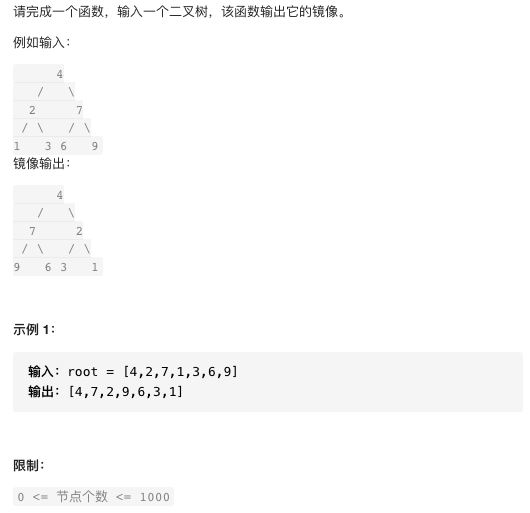 请完成一个函数，输入一个二叉树，该函数输出它的镜像。
例如输入：
4
/   \
2     7
/ \   / \
1   3 6   9
镜像输出：
4
/   \
7     2
/ \   / \
9   6 3   1
示例 1：
输入：root = [4,2,7,1,3,6,9]
输出：[4,7,2,9,6,3,1]
限制：
0 <= 节点个数 <= 1000